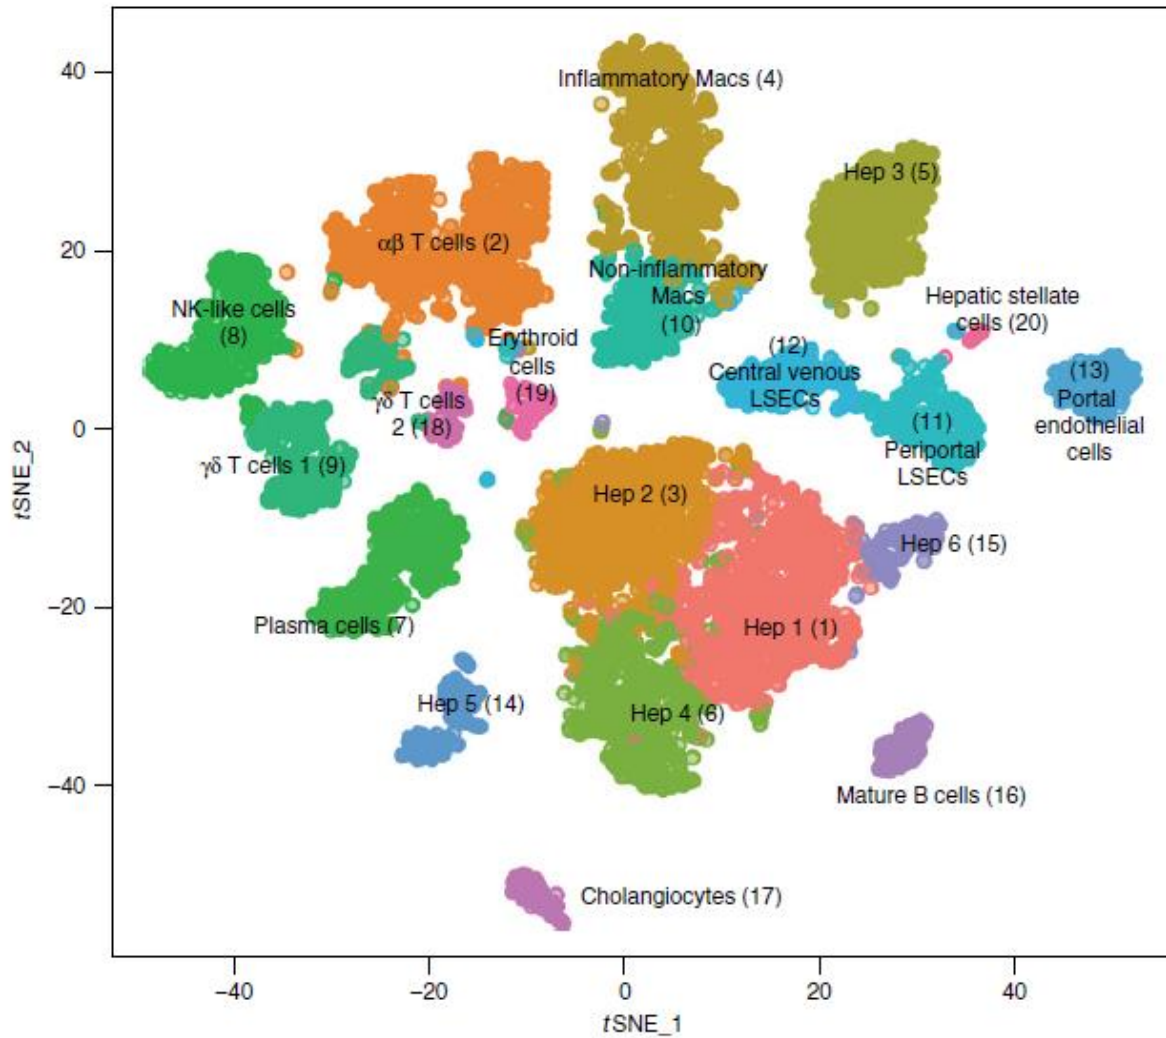 40
20
0
−20
−40
tSNE_2
Inflammatory Macs (4)
Hep 3 (5)
αβ T cells (2)
Non-inflammatory
Macs
(10)
NK-like cells
(8)
Hepatic stellate
cells (20)
Erythroid
cells
(19)
(12)
Central venous
LSECs
(13)
Portal
endothelial
cells
γδ T cells
2 (18)
(11)
Periportal
LSECs
γδ T cells 1 (9)
Hep 2 (3)
Hep 6 (15)
Plasma cells (7)
Hep 1 (1)
Hep 5 (14)
Hep 4 (6)
Mature B cells (16)
Cholangiocytes (17)
−40
−20
0
20
40
tSNE_1